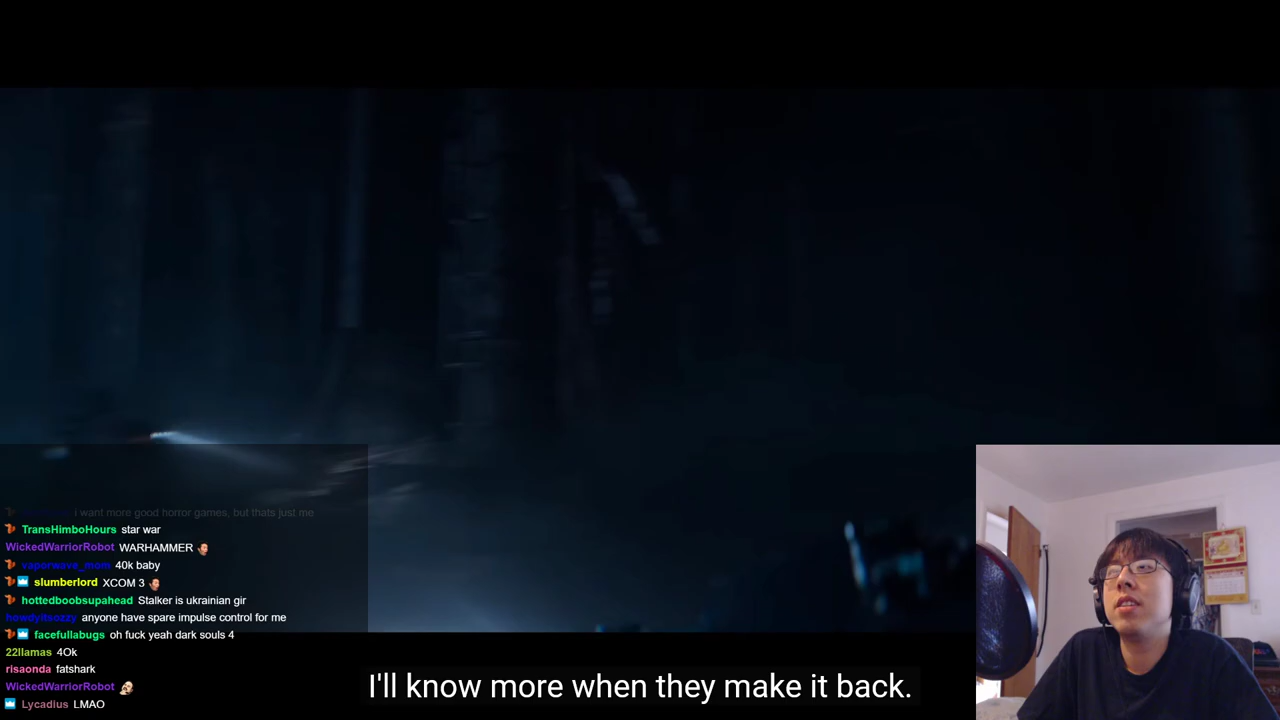 i want more good horror games, but thats just me
TransHimboHours star war
WickedWarriorRobot WARHAMMER
vaporwave_mom 40k baby
slumberlord XCOM 3
hottedboobsupahead Stalker is ukrainian gir
howdyitsozzy anyone have spare impulse control for me
facefullabugs oh fuck yeah dark souls 4
22llamas 4Ok
risaonda fatshark
WickedWarriorRobot
Lycadius LMAO
I'll know more when they make it back.